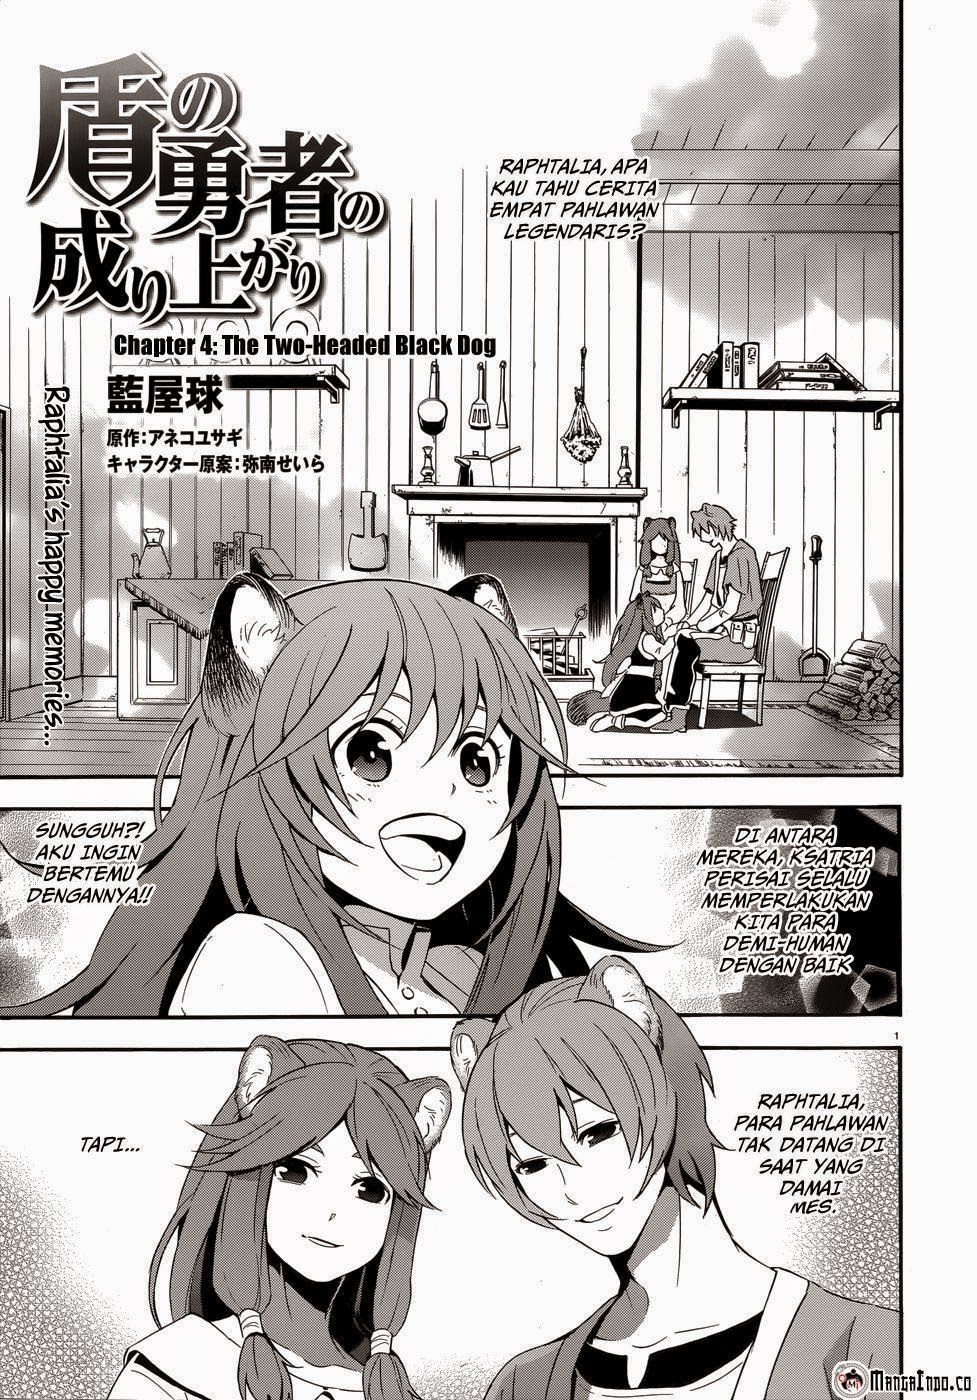 盾の勇者の
成り上がり
Chapter 4: The Two-Headed Black Dog
藍屋球
原作：アネコユサギ
キャラクター原案：弥南せいら
Raphtalia's happy memories...
RAPHTALIA, APA
KAU TAHU CERITA
EMPAT PAHLAWAN
LEGENDARIS?
DI ANTARA
MEREKA, KSATRIA
PERISAI SELALU
MEMPERLAKUKAN
KITA PARA
DEMI-HUMAN
DENGAN BAIK
SUNGGUH?!
AKU INGIN
BERTEMU
DENGANNYA!!
1
RAPHTALIA,
PARA PAHLAWAN
TAK DATANG DI
SAAT YANG
DAMAI
MES.
TAPI...
MangaIndo.co